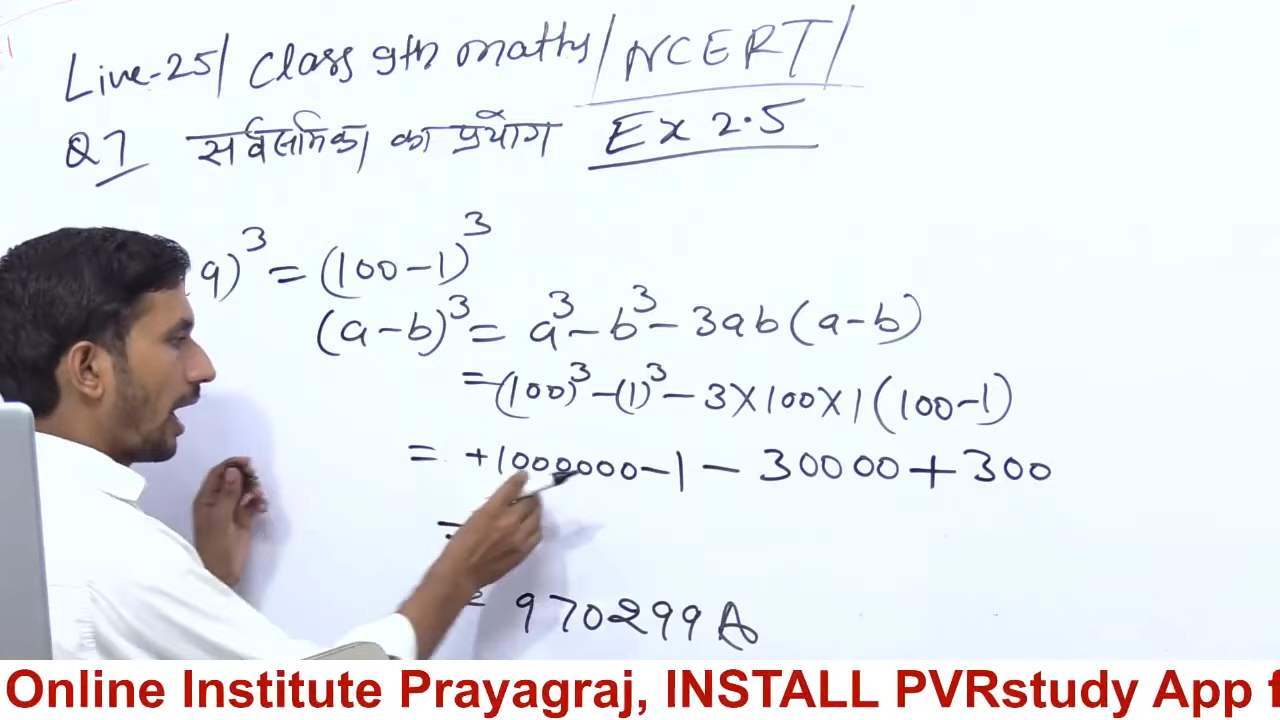 Live-25/ Class 9th maths/NCERT/
Q7 सर्वसमिका का प्रयोग Ex 2.5
9)³ = (100-1)³
(a-b)³ = a³-b³-3ab(a-b)
=(100)³-(1)³-3×100×1(100-1)
= +1000000-1-30000+300
=
= 970299 A
Online Institute Prayagraj, INSTALL PVRstudy App f